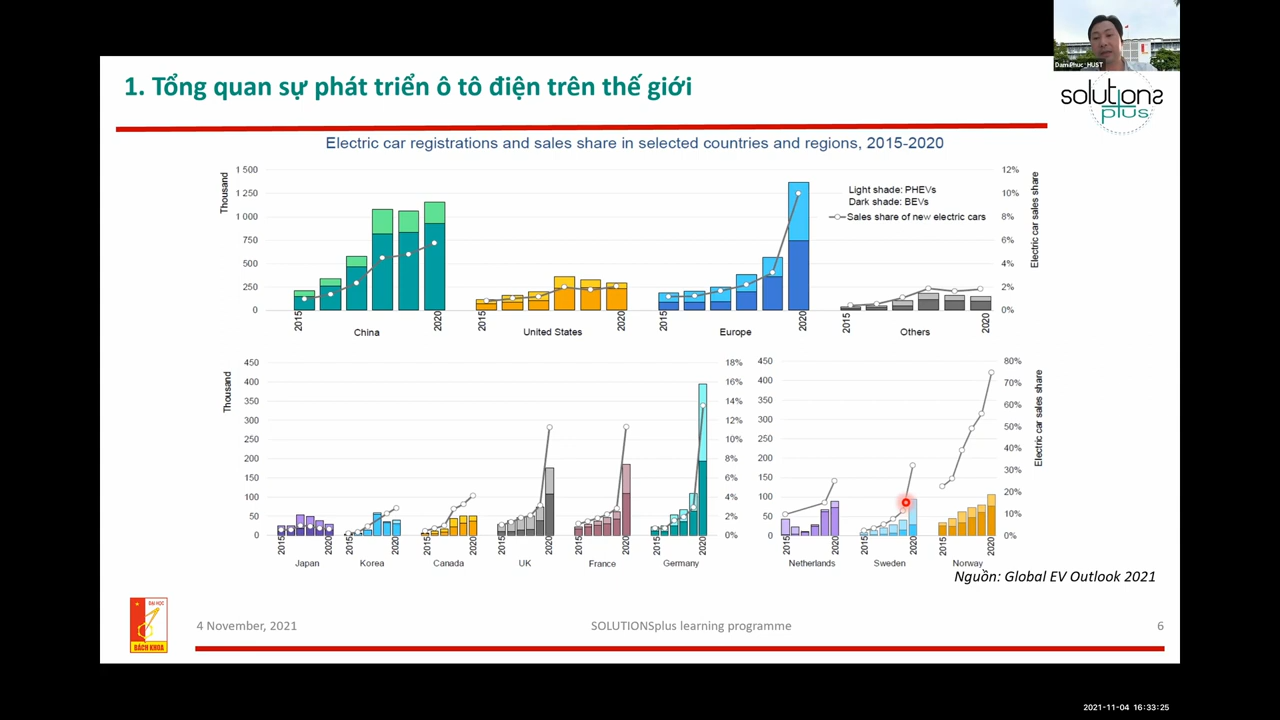 Dam Phuc_HUST
1. Tổng quan sự phát triển ô tô điện trên thế giới
solutions
plus
Electric car registrations and sales share in selected countries and regions, 2015-2020
Thousand
1 500
1 250
1 000
750
500
250
0
12%
10%
8%
6%
4%
2%
0%
Electric car sales share
Light shade: PHEVs
Dark shade: BEVs
Sales share of new electric cars
2015
2020
2015
2020
2015
2020
2015
2020
China
United States
Europe
Others
Thousand
450
400
350
300
250
200
150
100
50
0
18%
16%
14%
12%
10%
8%
6%
4%
2%
0%
450
400
350
300
250
200
150
100
50
0
80%
70%
60%
50%
40%
30%
20%
10%
0%
Electric car sales share
2015
2020
2015
2020
2015
2020
2015
2020
2015
2020
2015
2020
2015
2020
2015
2020
2015
2020
Japan
Korea
Canada
UK
France
Germany
Netherlands
Sweden
Norway
Nguồn: Global EV Outlook 2021
ĐẠI HỌC
BÁCH KHOA
4 November, 2021
SOLUTIONSplus learning programme
6
2021-11-04 16:33:25